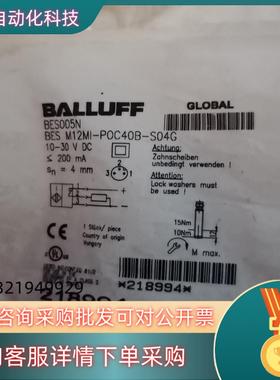 自动化科技
BALLUFF
GLOBAL
BES005N
BES M12MI-POC40B-S04G
10-30 V DC
≤ 200 mA
sn = 4 mm
Achtung:
Zahnscheiben
unbedingt verwenden !
Attention:
Lock washers must
be used !
15Nm
10Nm
M max.
1 Stück/ piece
Country of origin
Hungary
*218994*
821949929
218994
咨询采购批发可对公开票
客服详情下单采购